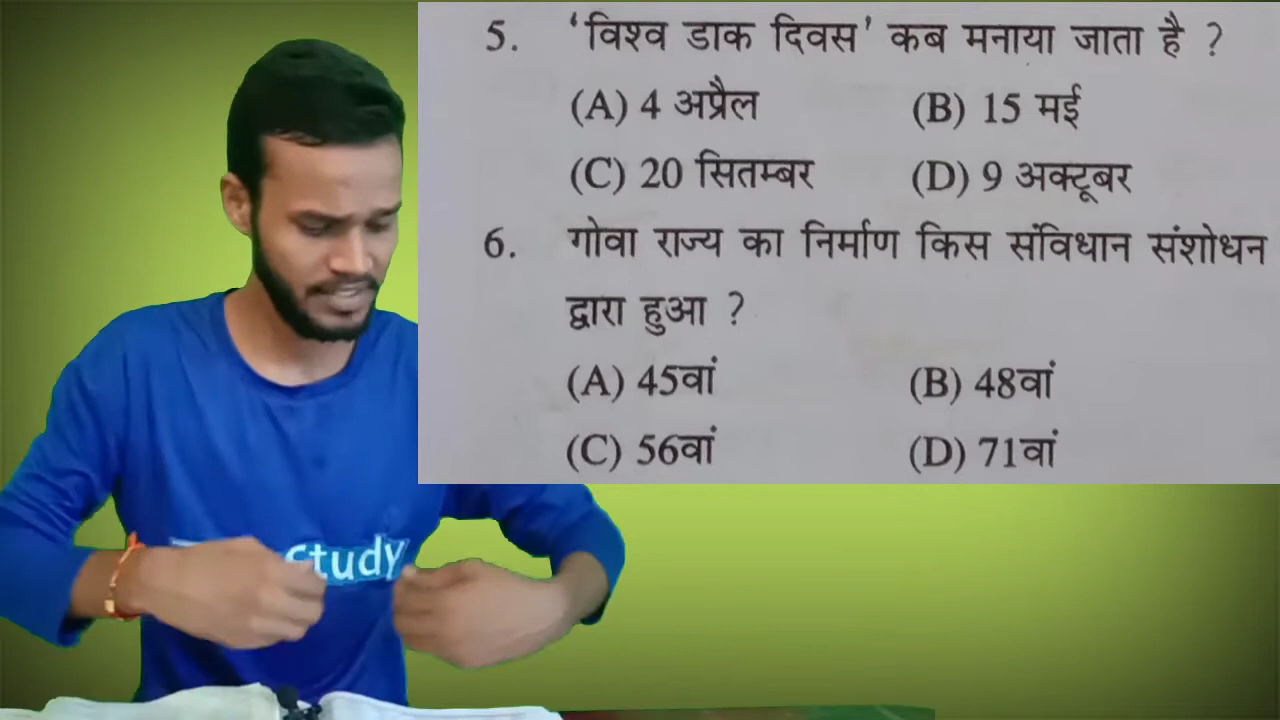 5. 'विश्व डाक दिवस' कब मनाया जाता है ?
(A) 4 अप्रैल (B) 15 मई
(C) 20 सितम्बर (D) 9 अक्टूबर
6. गोवा राज्य का निर्माण किस संविधान संशोधन
द्वारा हुआ ?
(A) 45वां (B) 48वां
(C) 56वां (D) 71वां
study